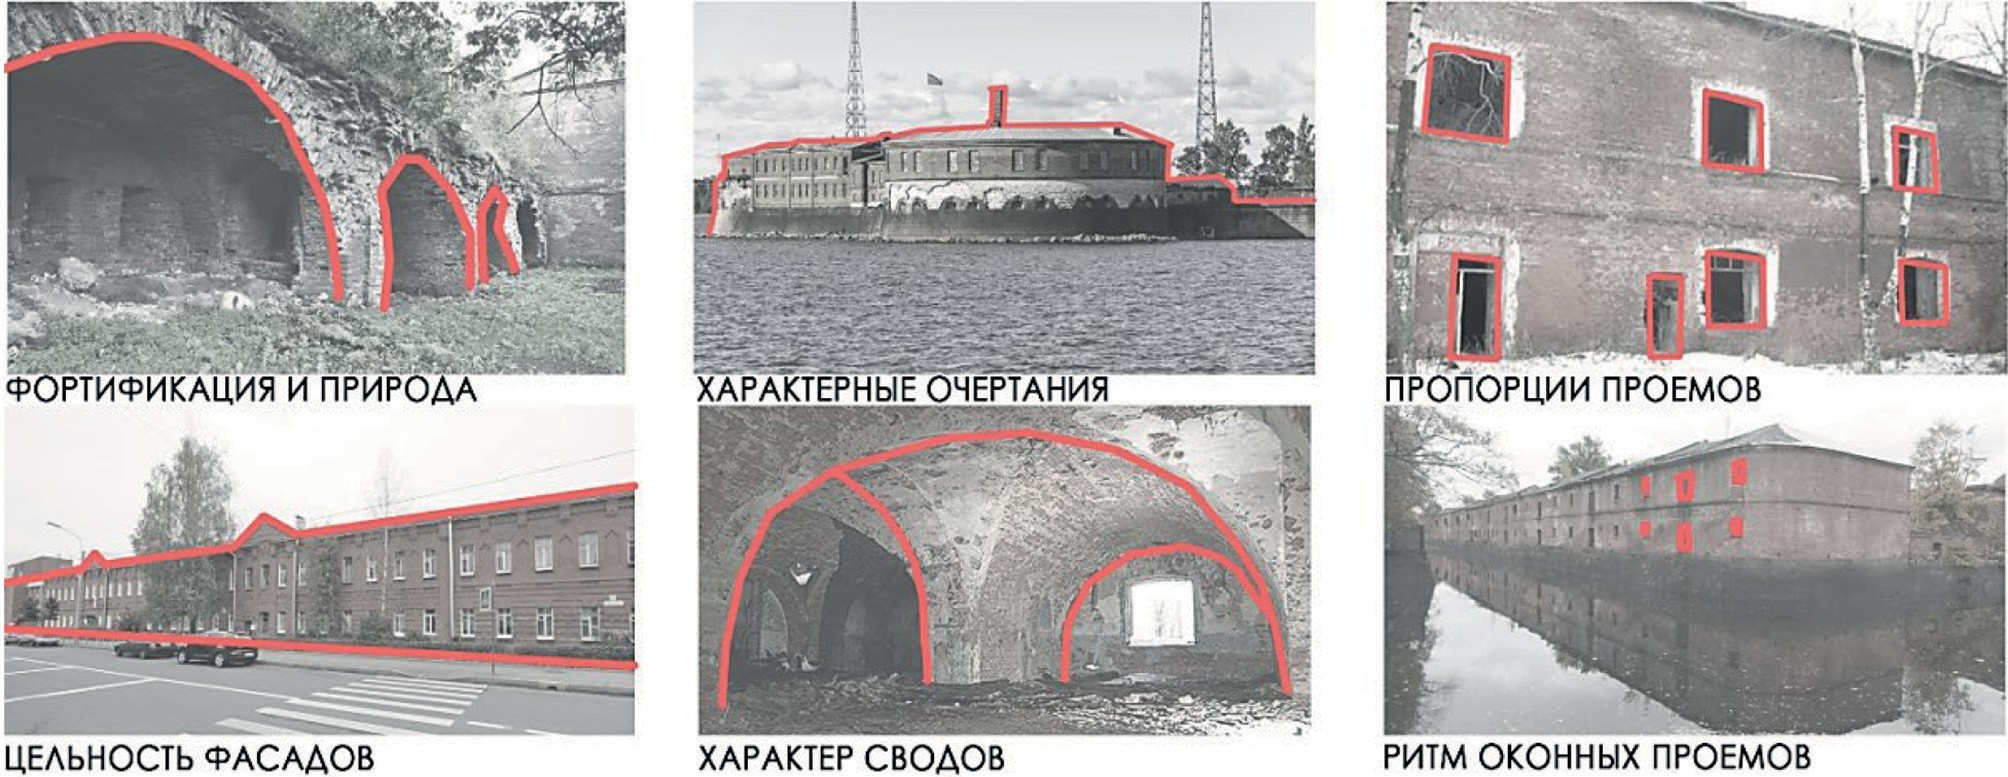 ФОРТИФИКАЦИЯ И ПРИРОДА
ХАРАКТЕРНЫЕ ОЧЕРТАНИЯ
ПРОПОРЦИИ ПРОЕМОВ
ЦЕЛЬНОСТЬ ФАСАДОВ
ХАРАКТЕР СВОДОВ
РИТМ ОКОННЫХ ПРОЕМОВ